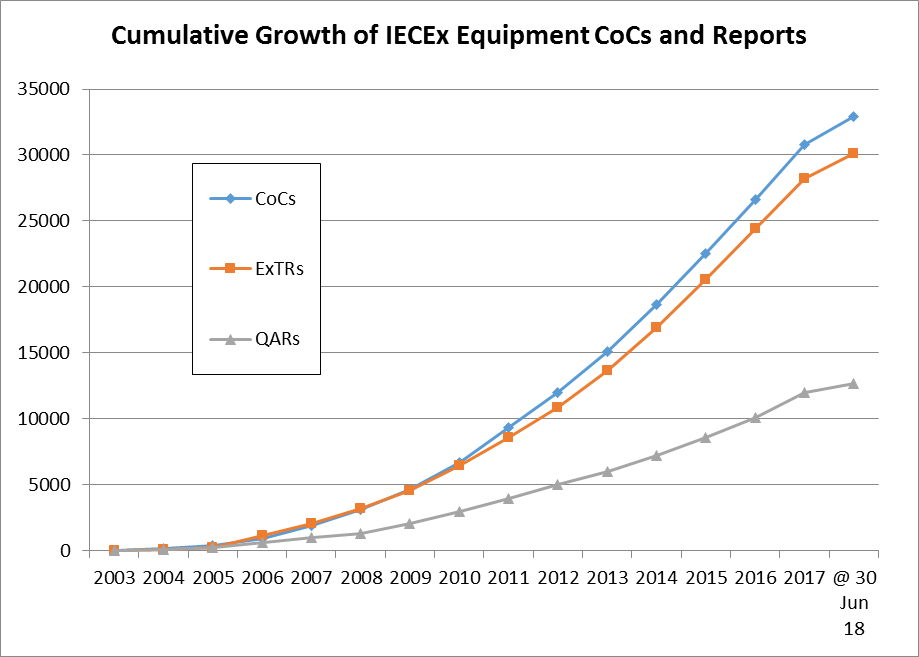 Cumulative Growth of IECEx Equipment CoCs and Reports
35000
30000
25000
20000
15000
10000
5000
0
CoCs
ExTRs
QARs
2003 2004 2005 2006 2007 2008 2009 2010 2011 2012 2013 2014 2015 2016 2017 @ 30
Jun
18